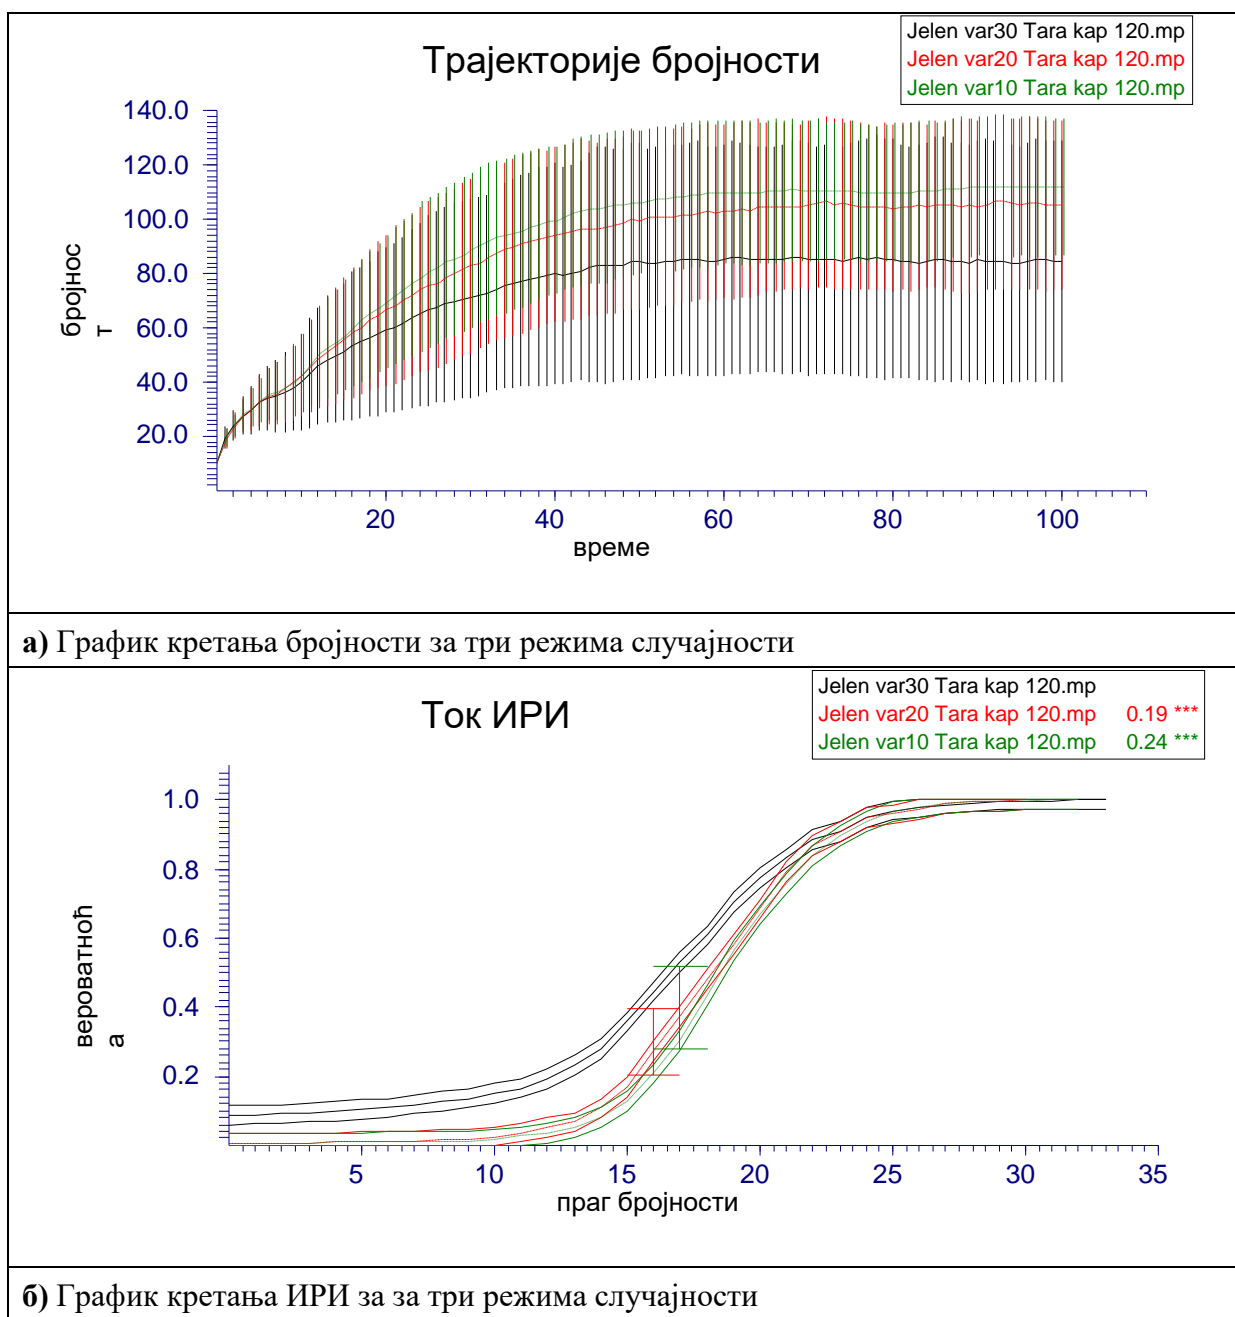 Трајекторије бројности
Jelen var30 Tara kap 120.mp
Jelen var20 Tara kap 120.mp
Jelen var10 Tara kap 120.mp
140.0
120.0
100.0
80.0
60.0
40.0
20.0
бројнос
т
20
40
60
80
100
време
а) График кретања бројности за три режима случајности
Ток ИРИ
Jelen var30 Tara kap 120.mp
Jelen var20 Tara kap 120.mp 0.19 ***
Jelen var10 Tara kap 120.mp 0.24 ***
1.0
0.8
0.6
0.4
0.2
вероватноћ
а
5
10
15
20
25
30
35
праг бројности
б) График кретања ИРИ за за три режима случајности